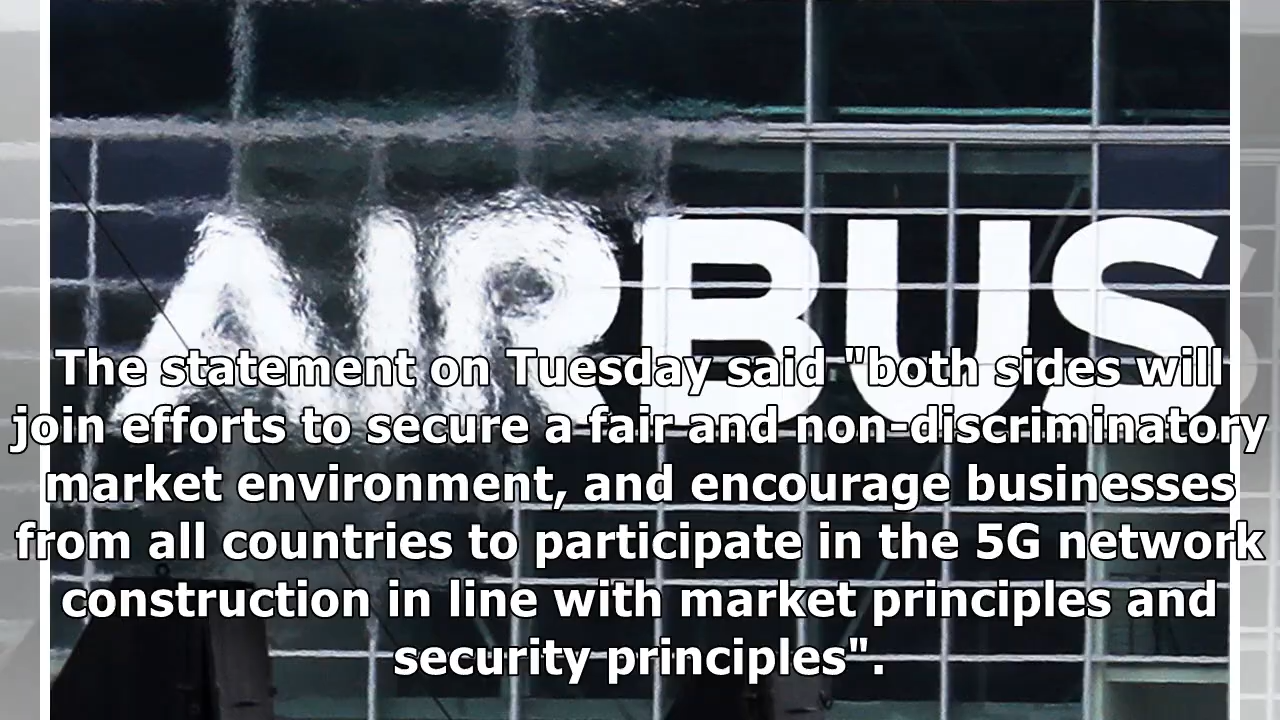 AIRBUS
The statement on Tuesday said "both sides will
join efforts to secure a fair and non-discriminatory
market environment, and encourage businesses
from all countries to participate in the 5G network
construction in line with market principles and
security principles".